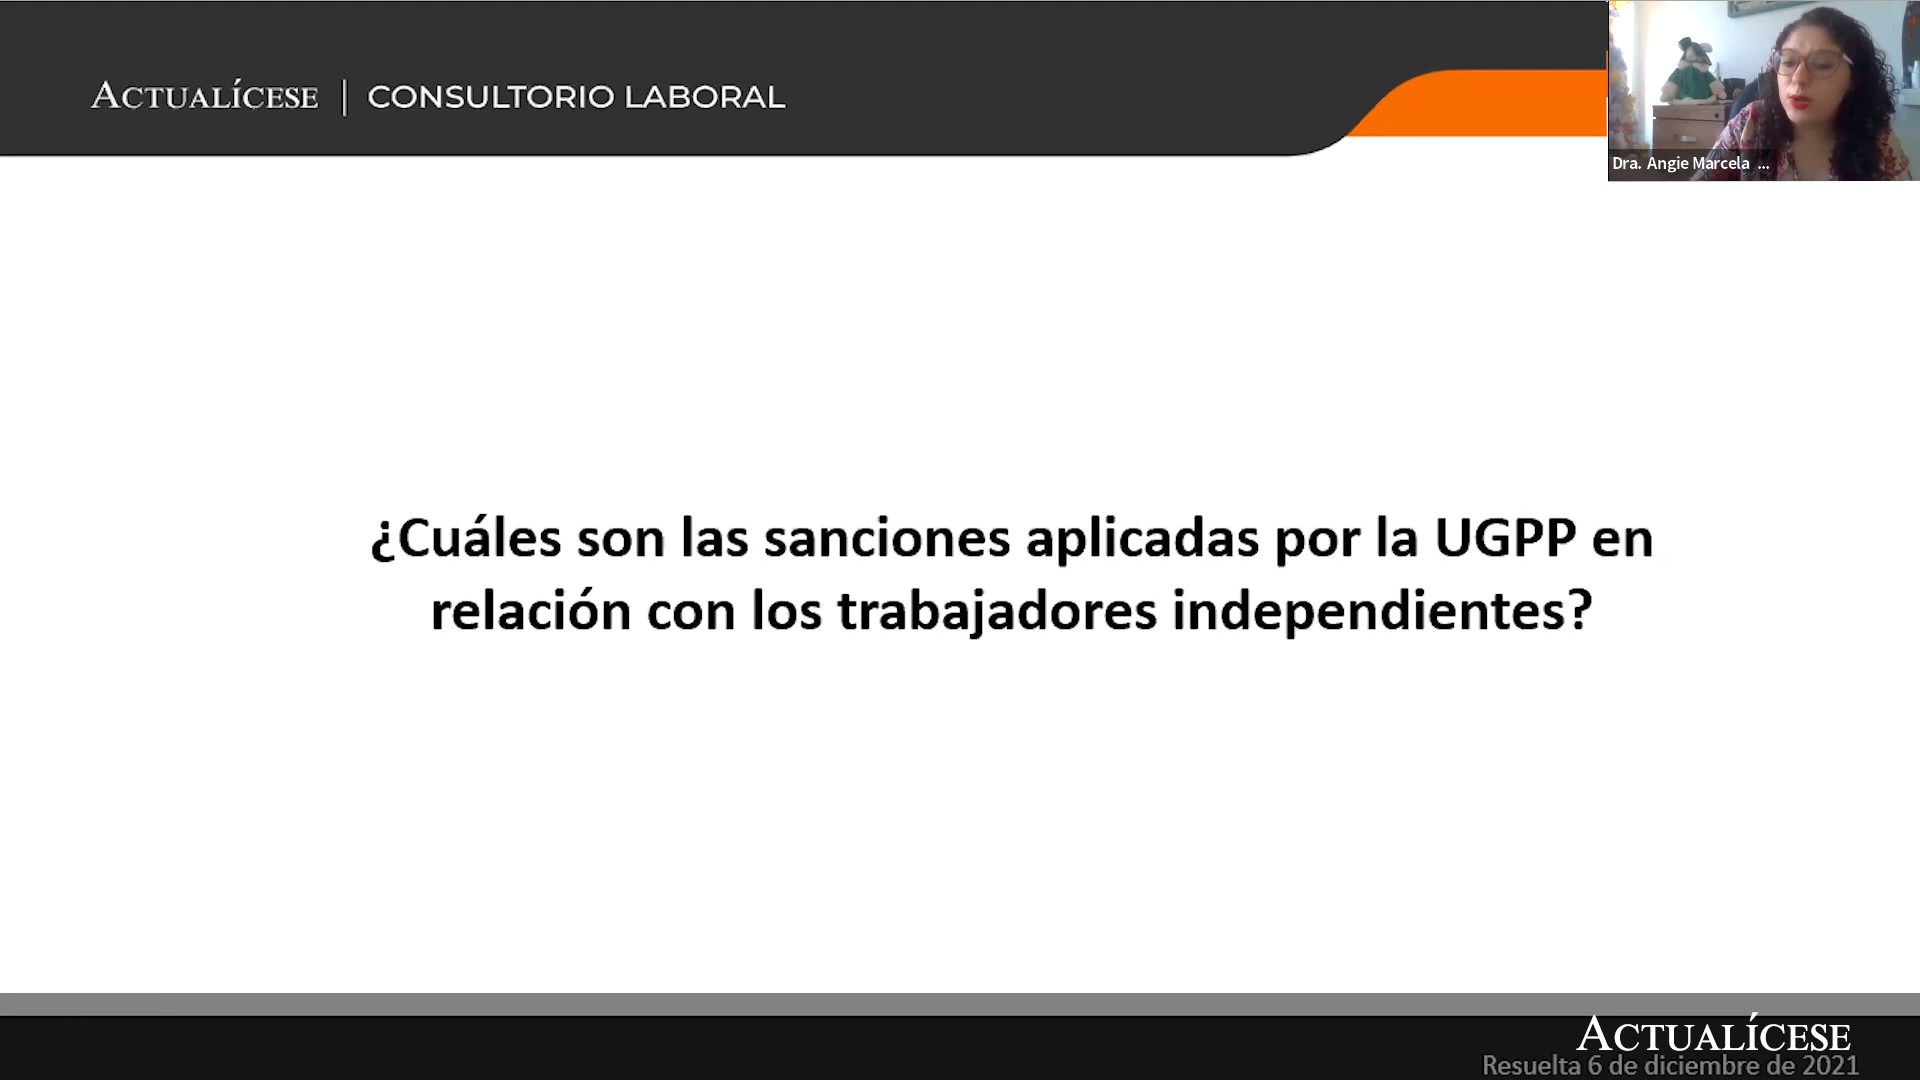 ACTUALÍCESE | CONSULTORIO LABORAL
Dra. Angie Marcela ...
¿Cuáles son las sanciones aplicadas por la UGPP en
relación con los trabajadores independientes?
ACTUALÍCESE
Resuelta 6 de diciembre de 2021